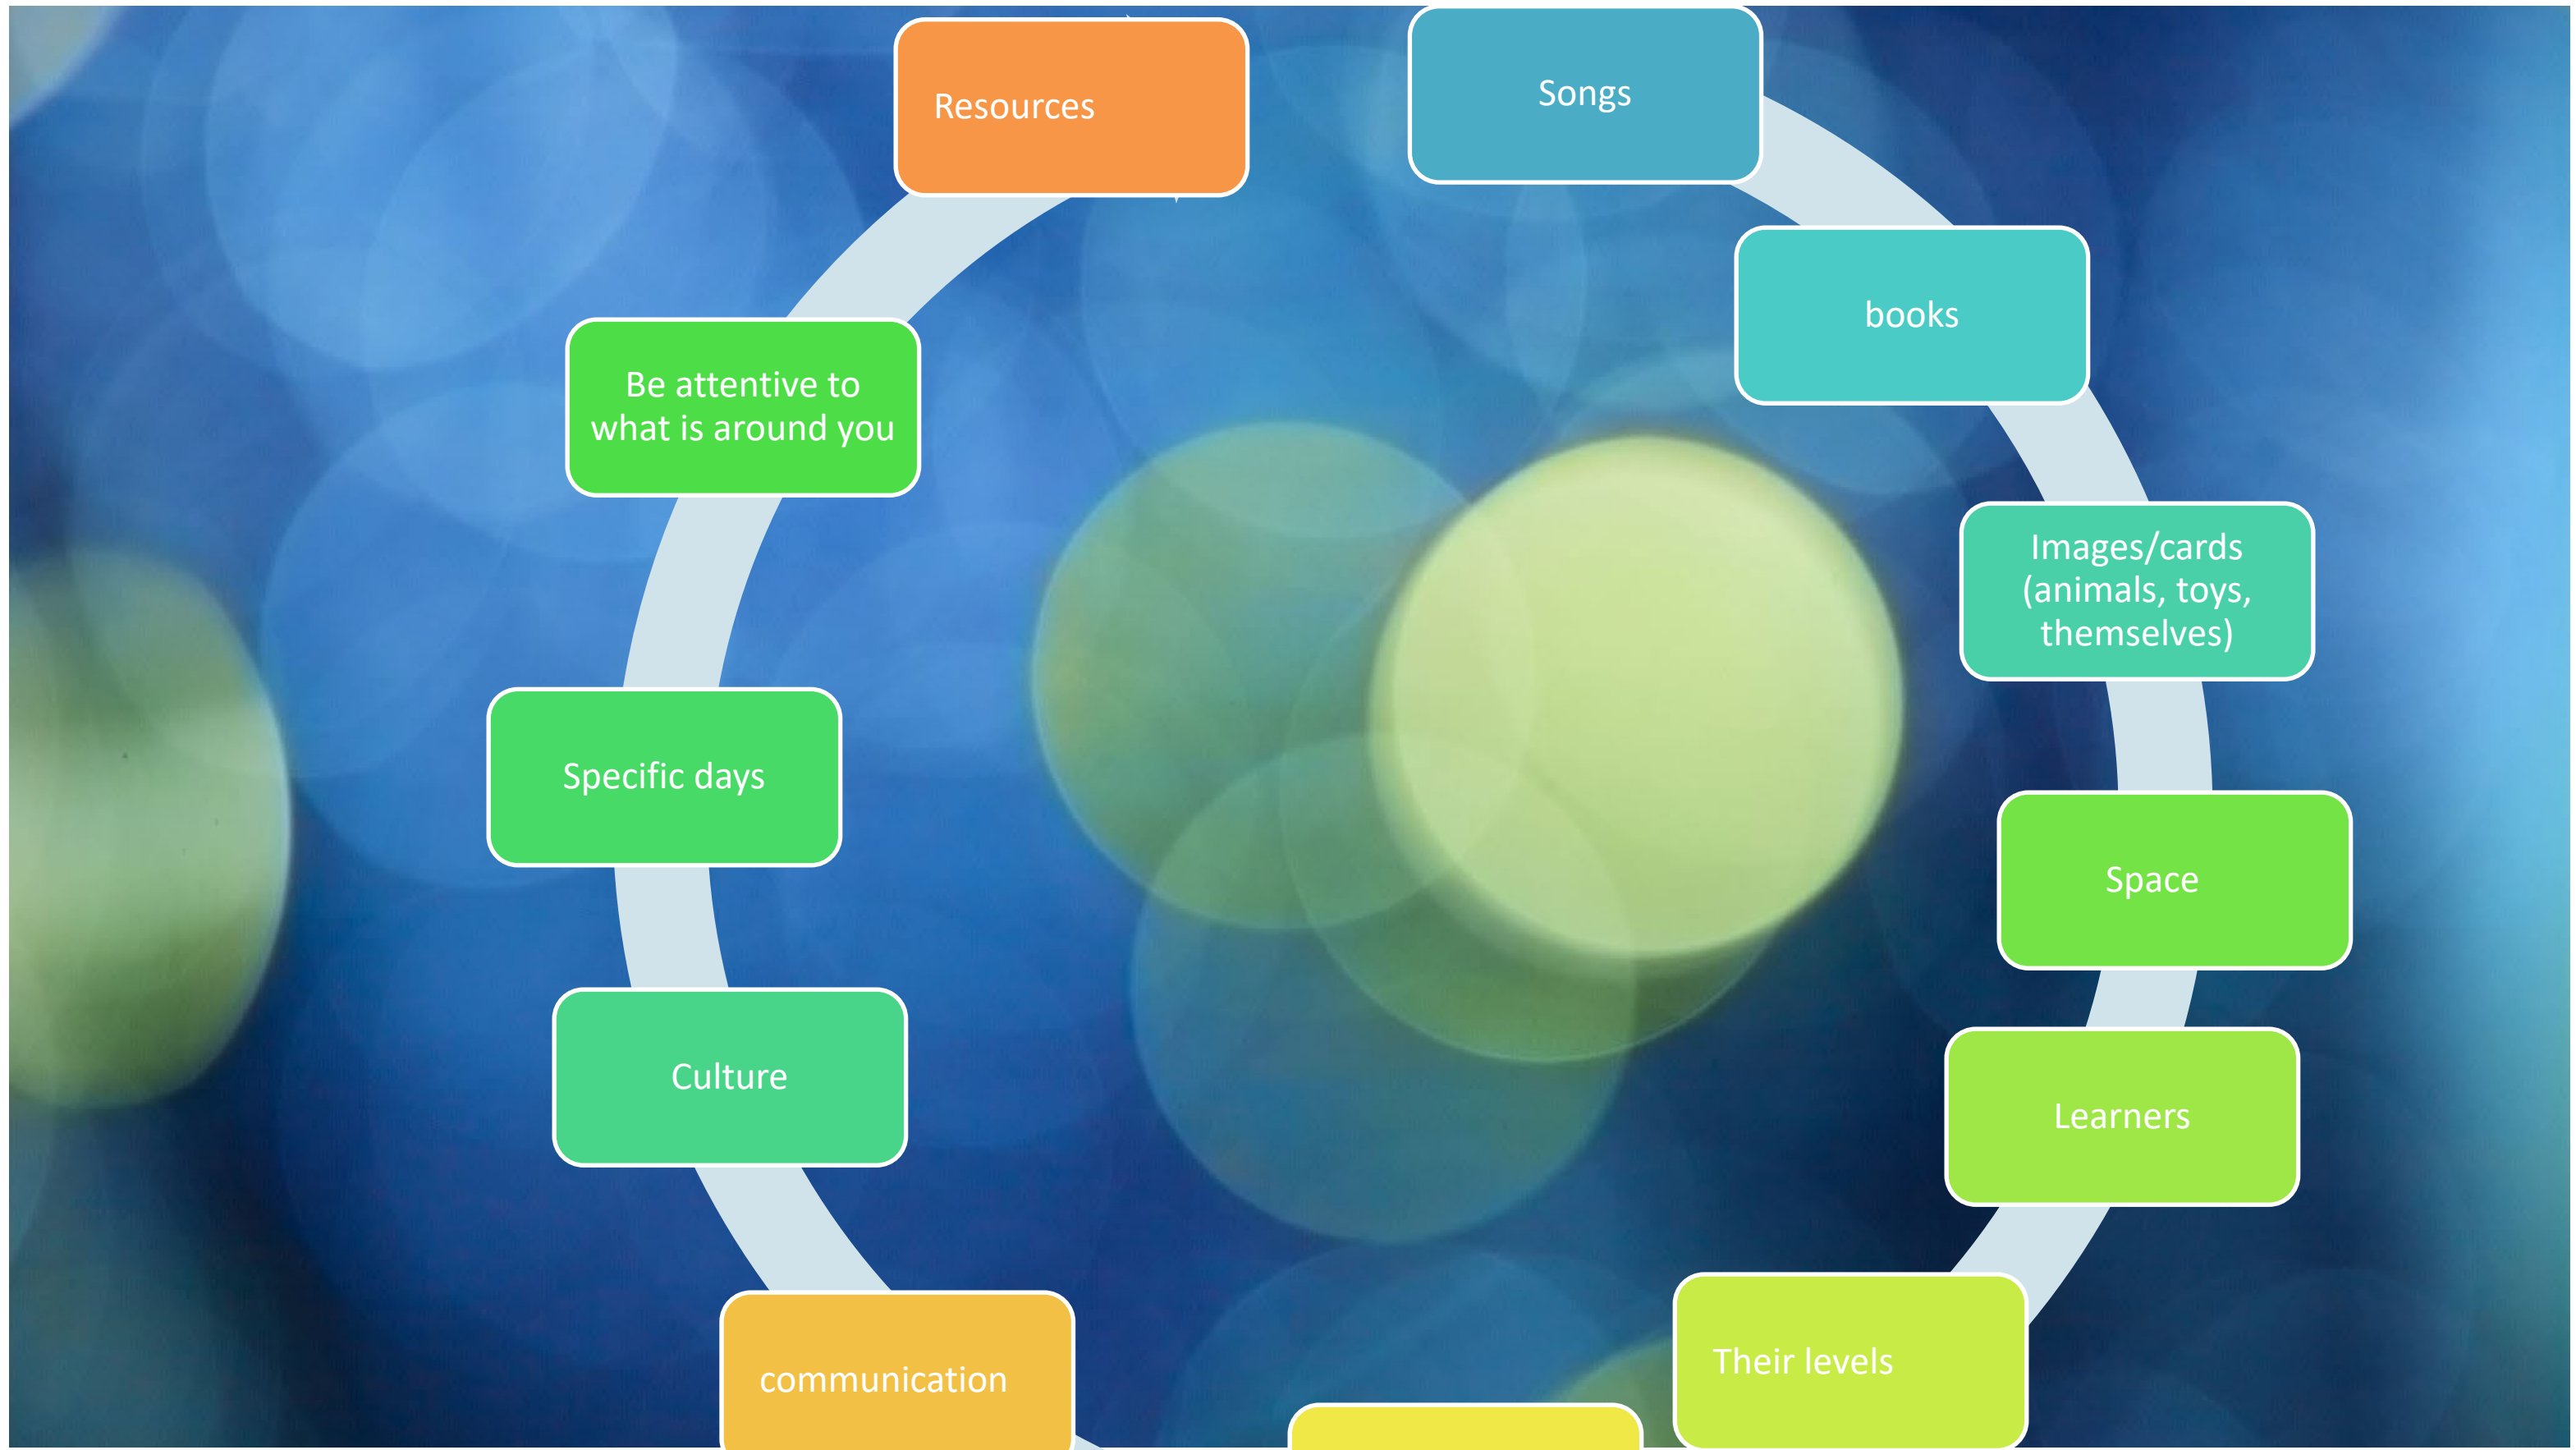 Resources
Songs
books
Images/cards
(animals, toys,
themselves)
Space
Learners
Their levels
communication
Culture
Specific days
Be attentive to
what is around you